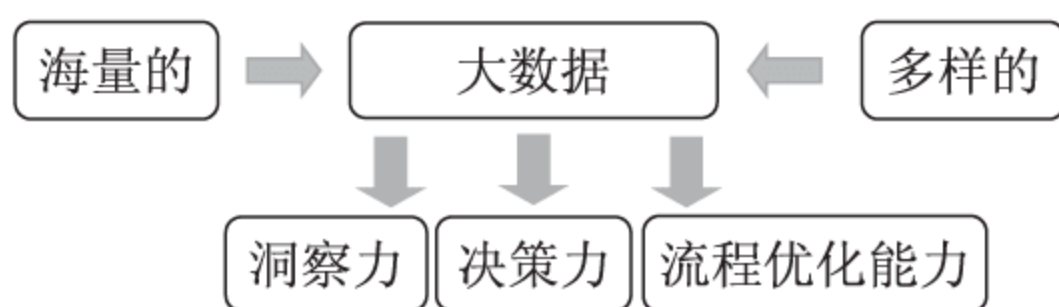 海量的 大数据 多样的
洞察力 决策力 流程优化能力